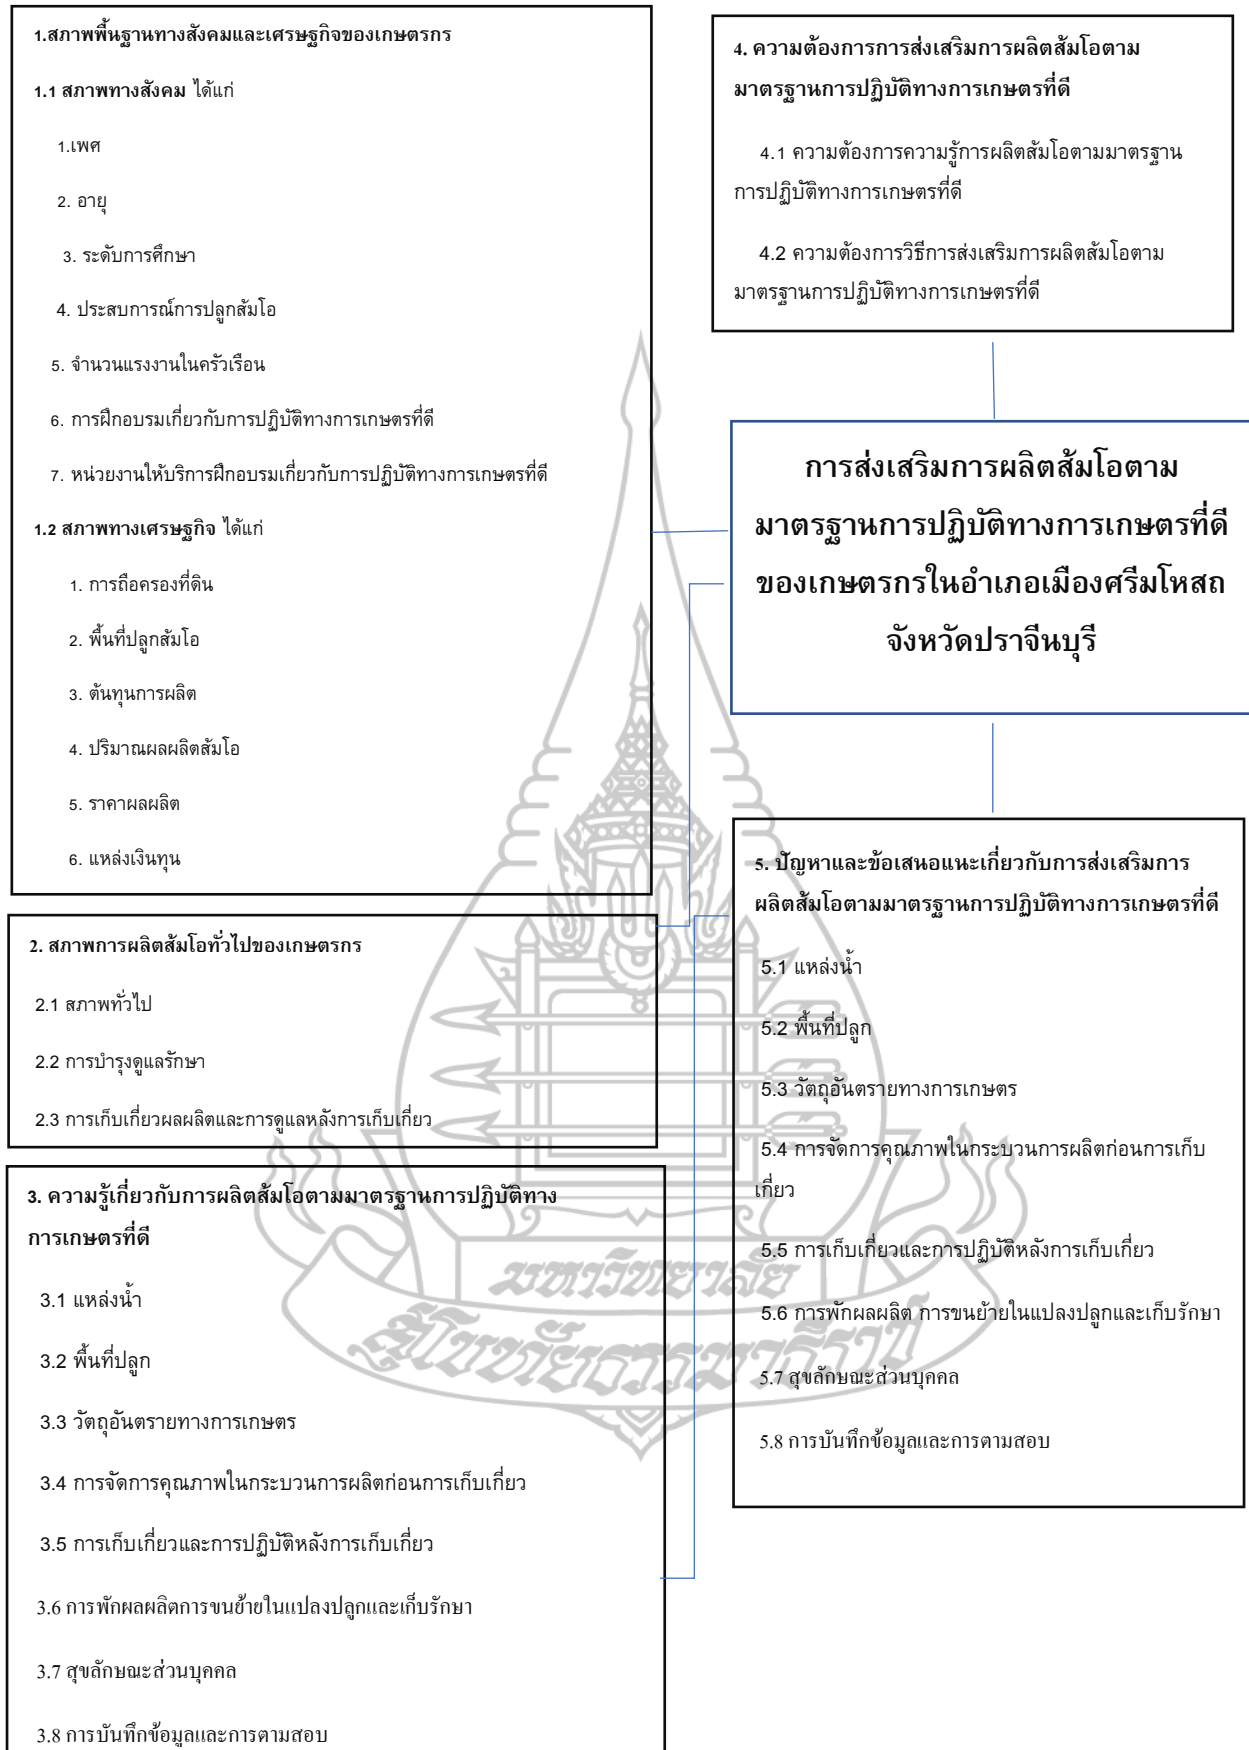 1.สภาพพื้นฐานทางสังคมและเศรษฐกิจของเกษตรกร
1.1 สภาพทางสังคม ได้แก่
1.เพศ
2. อายุ
3. ระดับการศึกษา
4. ประสบการณ์การปลูกส้มโอ
5. จำนวนแรงงานในครัวเรือน
6. การฝึกอบรมเกี่ยวกับการปฏิบัติทางการเกษตรที่ดี
7. หน่วยงานให้บริการฝึกอบรมเกี่ยวกับการปฏิบัติทางการเกษตรที่ดี
1.2 สภาพทางเศรษฐกิจ ได้แก่
1. การถือครองที่ดิน
2. พื้นที่ปลูกส้มโอ
3. ต้นทุนการผลิต
4. ปริมาณผลผลิตส้มโอ
5. ราคาผลผลิต
6. แหล่งเงินทุน
2. สภาพการผลิตส้มโอทั่วไปของเกษตรกร
2.1 สภาพทั่วไป
2.2 การบำรุงดูแลรักษา
2.3 การเก็บเกี่ยวผลผลิตและการดูแลหลังการเก็บเกี่ยว
3. ความรู้เกี่ยวกับการผลิตส้มโอตามมาตรฐานการปฏิบัติทาง
การเกษตรที่ดี
3.1 แหล่งน้ำ
3.2 พื้นที่ปลูก
3.3 วัตถุอันตรายทางการเกษตร
3.4 การจัดการคุณภาพในกระบวนการผลิตก่อนการเก็บเกี่ยว
3.5 การเก็บเกี่ยวและการปฏิบัติหลังการเก็บเกี่ยว
3.6 การพักผลผลิตการขนย้ายในแปลงปลูกและเก็บรักษา
3.7 สุขลักษณะส่วนบุคคล
3.8 การบันทึกข้อมูลและการตามสอบ
4. ความต้องการการส่งเสริมการผลิตส้มโอตาม
มาตรฐานการปฏิบัติทางการเกษตรที่ดี
4.1 ความต้องการความรู้การผลิตส้มโอตามมาตรฐาน
การปฏิบัติทางการเกษตรที่ดี
4.2 ความต้องการวิธีการส่งเสริมการผลิตส้มโอตาม
มาตรฐานการปฏิบัติทางการเกษตรที่ดี
การส่งเสริมการผลิตส้มโอตาม
มาตรฐานการปฏิบัติทางการเกษตรที่ดี
ของเกษตรกรในอำเภอเมืองศรีมโหสถ
จังหวัดปราจีนบุรี
5. ปัญหาและข้อเสนอแนะเกี่ยวกับการส่งเสริมการ
ผลิตส้มโอตามมาตรฐานการปฏิบัติทางการเกษตรที่ดี
5.1 แหล่งน้ำ
5.2 พื้นที่ปลูก
5.3 วัตถุอันตรายทางการเกษตร
5.4 การจัดการคุณภาพในกระบวนการผลิตก่อนการเก็บ
เกี่ยว
5.5 การเก็บเกี่ยวและการปฏิบัติหลังการเก็บเกี่ยว
5.6 การพักผลผลิต การขนย้ายในแปลงปลูกและเก็บรักษา
5.7 สุขลักษณะส่วนบุคคล
5.8 การบันทึกข้อมูลและการตามสอบ
มหาวิทยาลัย
สุโขทัยธรรมาธิราช